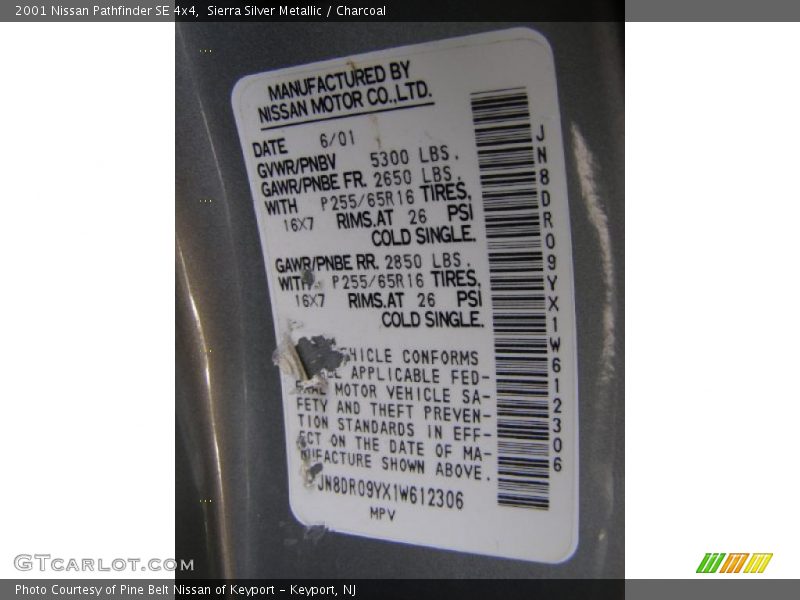 2001 Nissan Pathfinder SE 4x4,  Sierra Silver Metallic / Charcoal
MANUFACTURED BY
NISSAN MOTOR CO.,LTD.
DATE 6/01
GVWR/PNBV 5300 LBS.
GAWR/PNBE FR. 2650 LBS.
WITH P255/65R16 TIRES,
16X7 RIMS.AT 26 PSI
COLD SINGLE.
GAWR/PNBE RR. 2850 LBS.
WITH P255/65R16 TIRES,
16X7 RIMS.AT 26 PSI
COLD SINGLE.
HICLE CONFORMS
APPLICABLE FED-
MOTOR VEHICLE SA-
FETY AND THEFT PREVEN-
TION STANDARDS IN EFF-
ECT ON THE DATE OF MA-
NUFACTURE SHOWN ABOVE.
JN8DR09YX1W612306
MPV
JN8DR09YX1W612306
GTcarlot.com
Photo Courtesy of Pine Belt Nissan of Keyport – Keyport, NJ